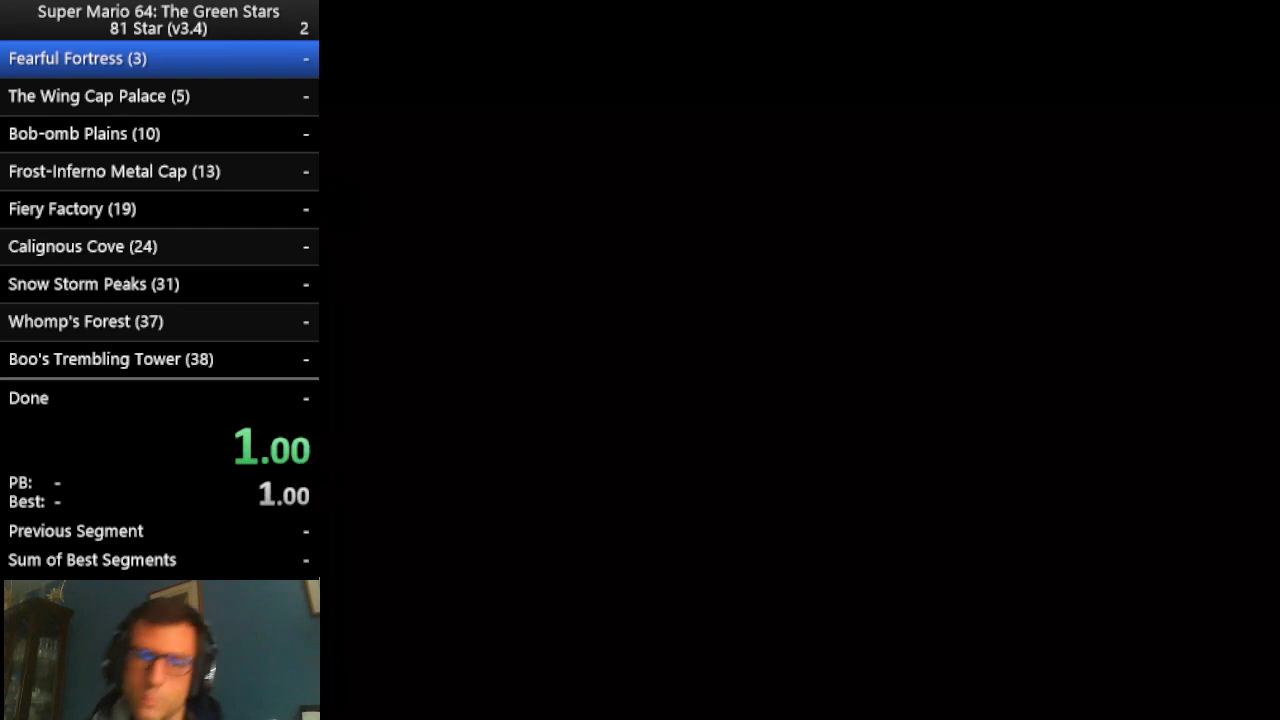 Super Mario 64: The Green Stars
81 Star (v3.4) 2
Fearful Fortress (3) -
The Wing Cap Palace (5) -
Bob-omb Plains (10) -
Frost-Inferno Metal Cap (13) -
Fiery Factory (19) -
Calignous Cove (24) -
Snow Storm Peaks (31) -
Whomp's Forest (37) -
Boo's Trembling Tower (38) -
Done -
1.00
PB: -
Best: - 1.00
Previous Segment -
Sum of Best Segments -